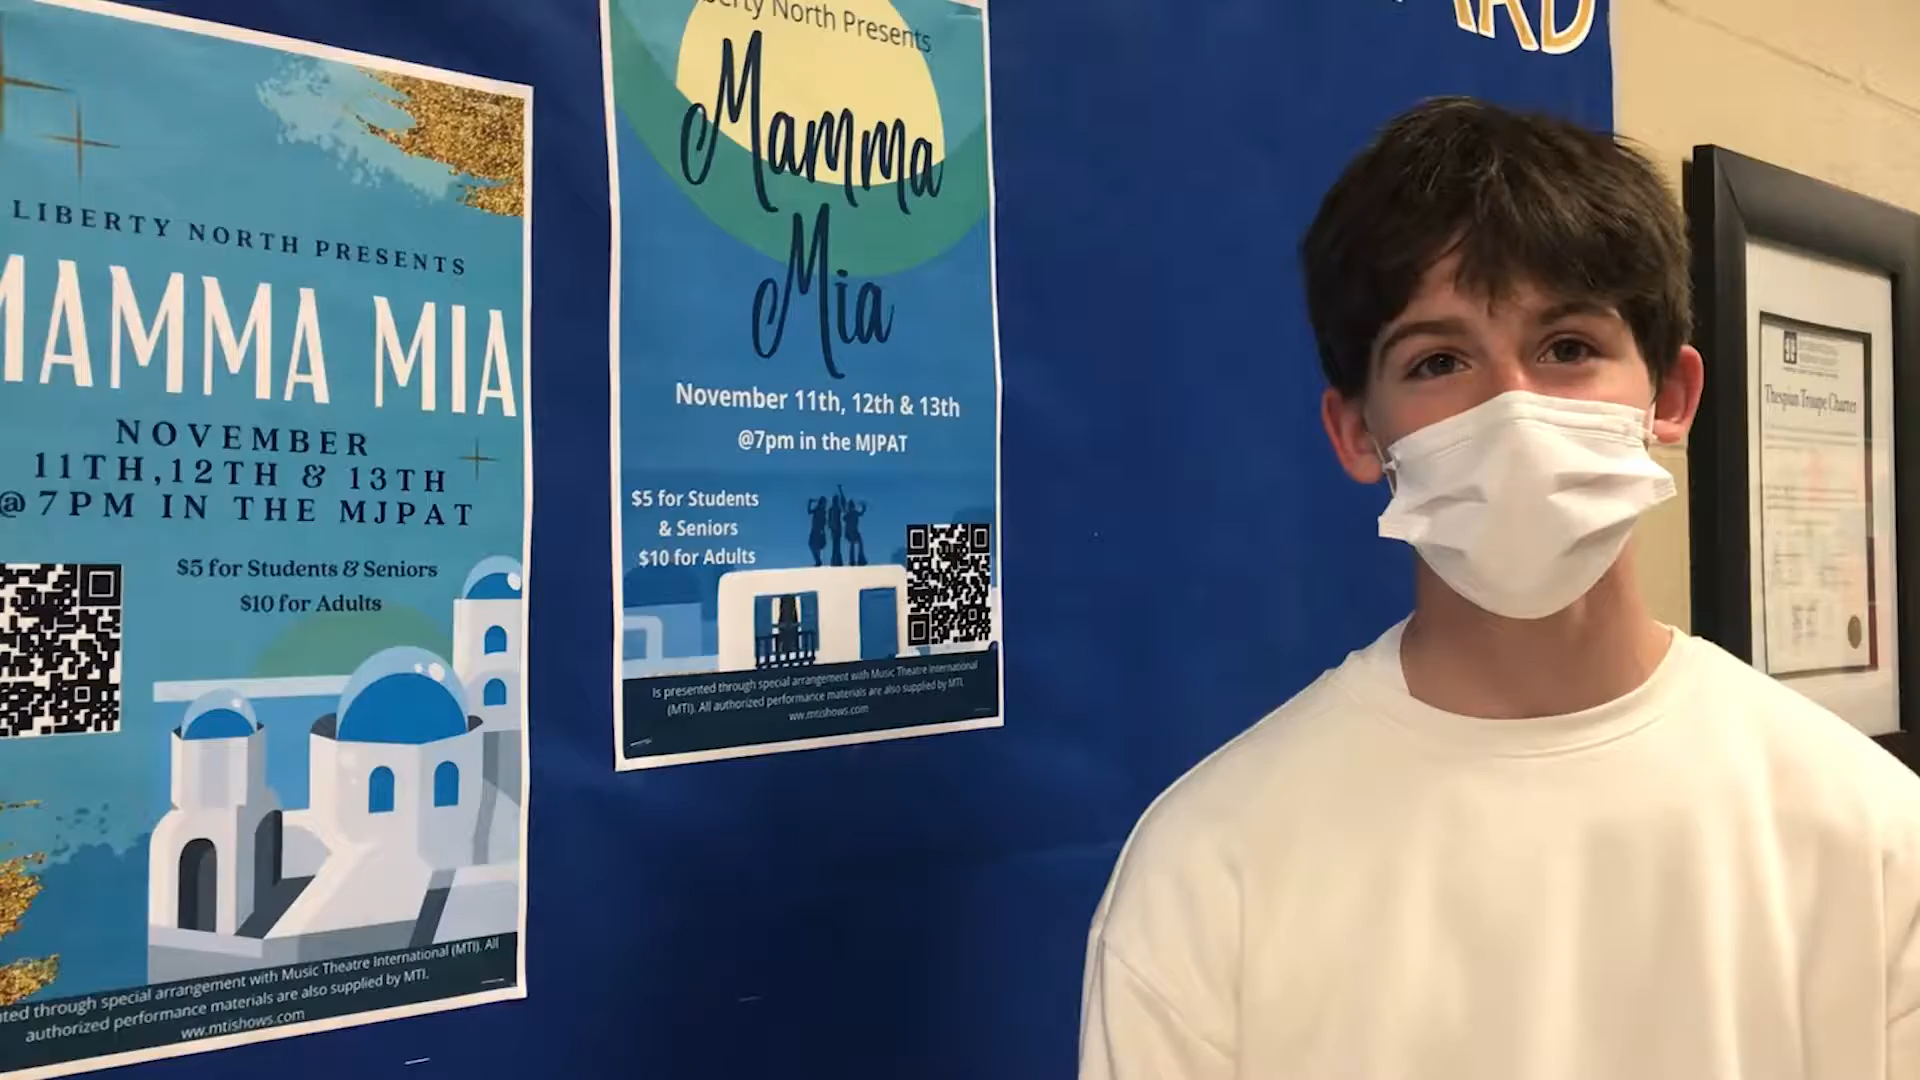 LIBERTY NORTH PRESENTS
MAMMA MIA
NOVEMBER
11TH,12TH & 13TH
@ 7PM IN THE MJPAT
$5 for Students & Seniors
$10 for Adults
through special arrangement with Music Theatre International (MTI). All
authorized performance materials are also supplied by MTI.
ww.mtishows.com
North Presents
Mamma
Mia
November 11th, 12th & 13th
@7pm in the MJPAT
$5 for Students
& Seniors
$10 for Adults
Is presented through special arrangement with Music Theatre International
(MTI). All authorized performance materials are also supplied by MTI.
ww.mtishows.com
Thespian Troupe Charter